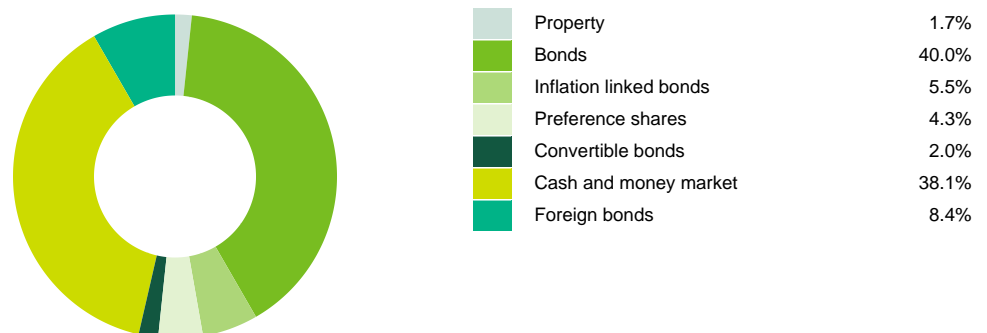 Property 1.7%
Bonds 40.0%
Inflation linked bonds 5.5%
Preference shares 4.3%
Convertible bonds 2.0%
Cash and money market 38.1%
Foreign bonds 8.4%